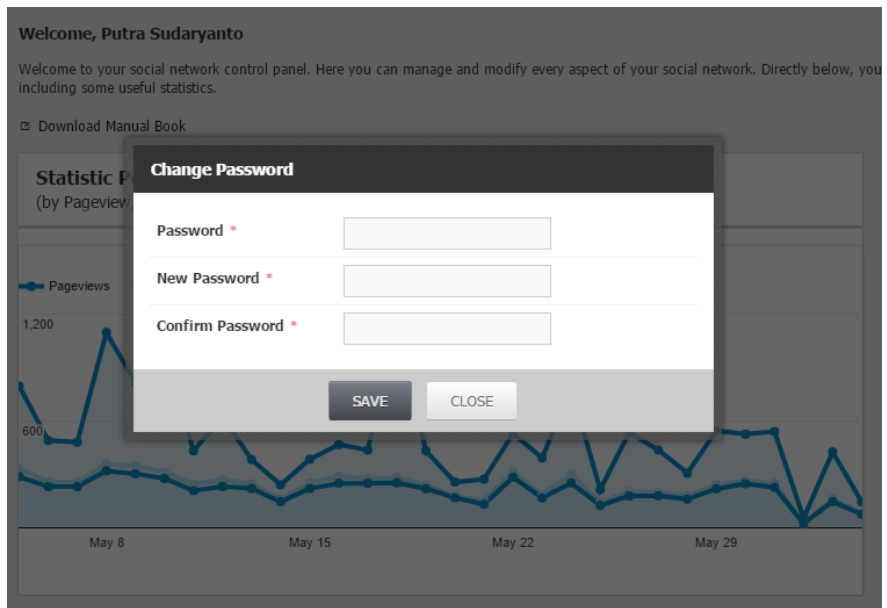 Welcome, Putra Sudaryanto
Welcome to your social network control panel. Here you can manage and modify every aspect of your social network. Directly below, you
including some useful statistics.
Download Manual Book
Statistic
(by Pageview
Change Password
Password *
New Password *
Confirm Password *
SAVE
CLOSE
Pageviews
1,200
600
May 8
May 15
May 22
May 29